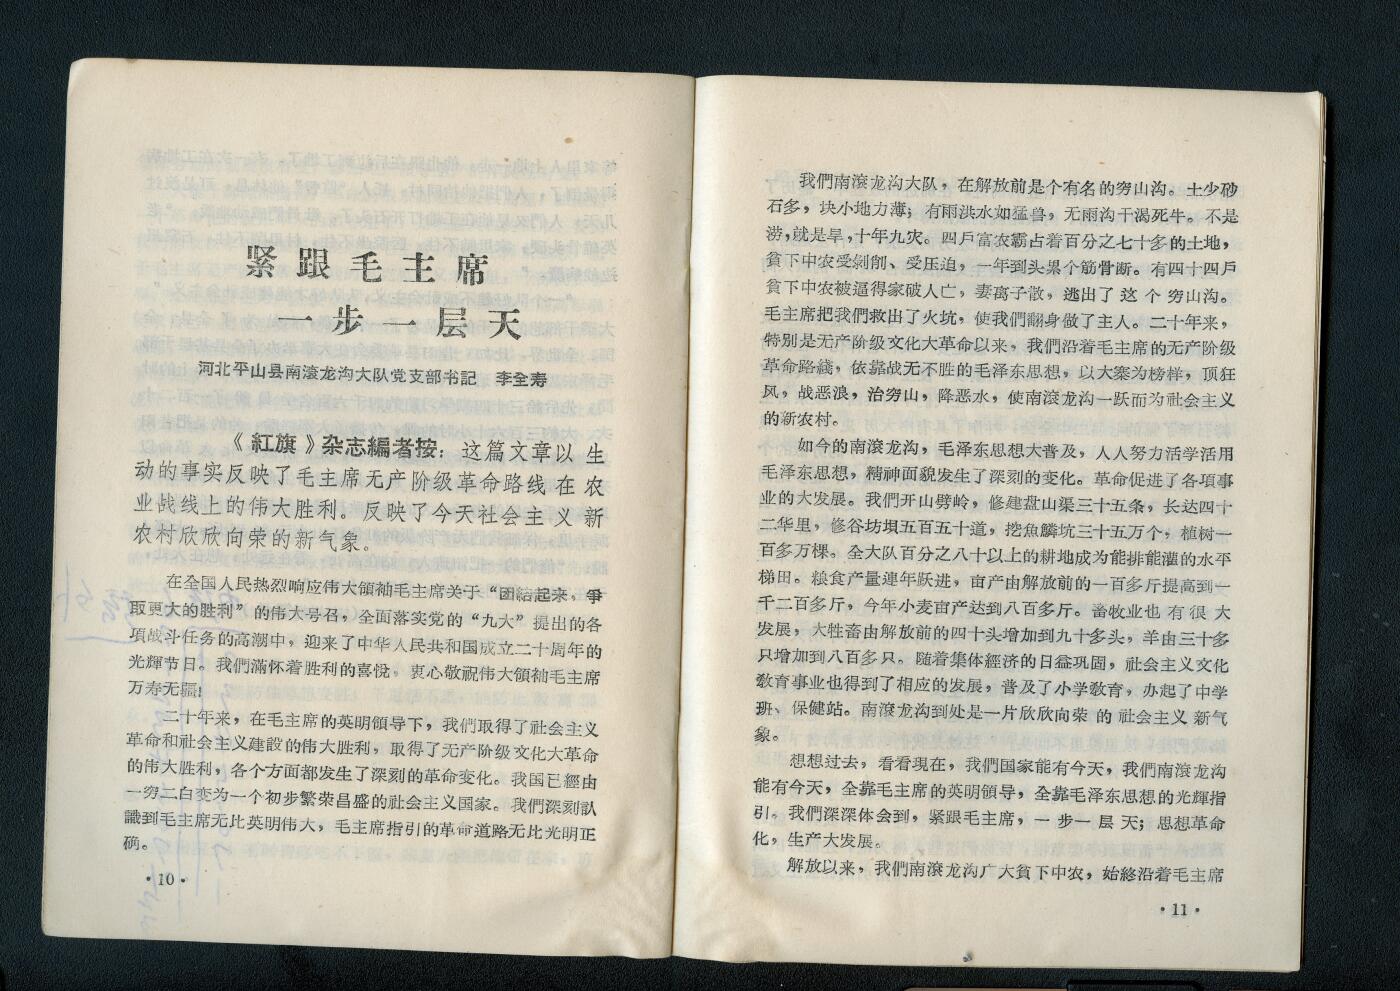 紧跟毛主席
一步一层天
河北平山县南滚龙沟大队党支部书記　李全寿
《紅旗》杂志編者按：这篇文章以生
动的事实反映了毛主席无产阶级革命路线在农
业战线上的伟大胜利。反映了今天社会主义新
农村欣欣向荣的新气象。
在全国人民热烈响应伟大領袖毛主席关于“团結起来，爭
取更大的胜利”的伟大号召，全面落实党的“九大”提出的各
項战斗任务的高潮中，迎来了中华人民共和国成立二十周年的
光輝节日。我們滿怀着胜利的喜悅，衷心敬祝伟大領袖毛主席
万寿无疆！
二十年来，在毛主席的英明領导下，我們取得了社会主义
革命和社会主义建設的伟大胜利，取得了无产阶级文化大革命
的伟大胜利，各个方面都发生了深刻的革命变化。我国已經由
一穷二白变为一个初步繁荣昌盛的社会主义国家。我們深刻认
識到毛主席无比英明伟大，毛主席指引的革命道路无比光明正
确。
·10·
我們南滚龙沟大队，在解放前是个有名的穷山沟。土少砂
石多，块小地力薄；有雨洪水如猛兽，无雨沟干渴死牛。不是
涝，就是旱，十年九灾。四戶富农霸占着百分之七十多的土地，
貧下中农受剝削、受压迫，一年到头累个筋骨断。有四十四戶
貧下中农被逼得家破人亡，妻离子散，逃出了这个穷山沟。
毛主席把我們救出了火坑，使我們翻身做了主人。二十年来，
特別是无产阶级文化大革命以来，我們沿着毛主席的无产阶级
革命路綫，依靠战无不胜的毛泽东思想，以大寨为榜样，頂狂
风，战恶浪，治穷山，降恶水，使南滚龙沟一跃而为社会主义
的新农村。
如今的南滚龙沟，毛泽东思想大普及，人人努力活学活用
毛泽东思想，精神面貌发生了深刻的变化。革命促进了各項事
业的大发展。我們开山劈岭，修建盘山渠三十五条，长达四十
二华里，修谷坊坝五百五十道，挖魚鱗坑三十五万个，植树一
百多万棵。全大队百分之八十以上的耕地成为能排能灌的水平
梯田。粮食产量連年跃进，亩产由解放前的一百多斤提高到一
千二百多斤，今年小麦亩产达到八百多斤。畜牧业也有很大
发展，大牲畜由解放前的四十头增加到九十多头，羊由三十多
只增加到八百多只。随着集体經济的日益巩固，社会主义文化
敎育事业也得到了相应的发展，普及了小学敎育，办起了中学
班、保健站。南滚龙沟到处是一片欣欣向荣的社会主义新气
象。
想想过去，看看現在，我們国家能有今天，我們南滚龙沟
能有今天，全靠毛主席的英明領导，全靠毛泽东思想的光輝指
引。我們深深体会到，紧跟毛主席，一步一层天；思想革命
化，生产大发展。
解放以来，我們南滚龙沟广大貧下中农，始終沿着毛主席
·11·